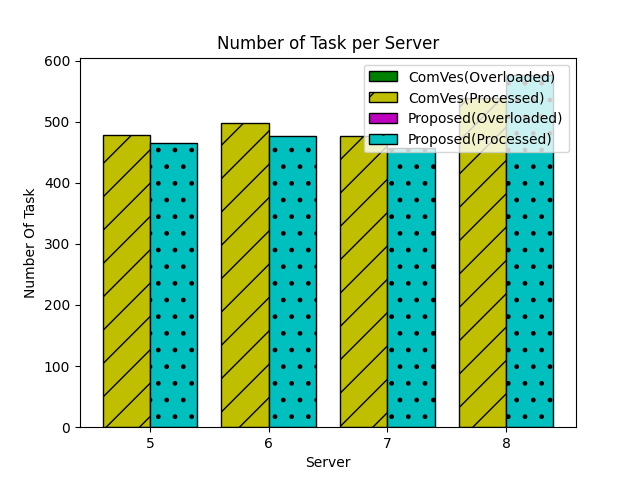 Number of Task per Server
ComVes(Overloaded)
ComVes(Processed)
Proposed(Overloaded)
Proposed(Processed)
600
500
400
300
200
100
0
Number Of Task
5 6 7 8
Server